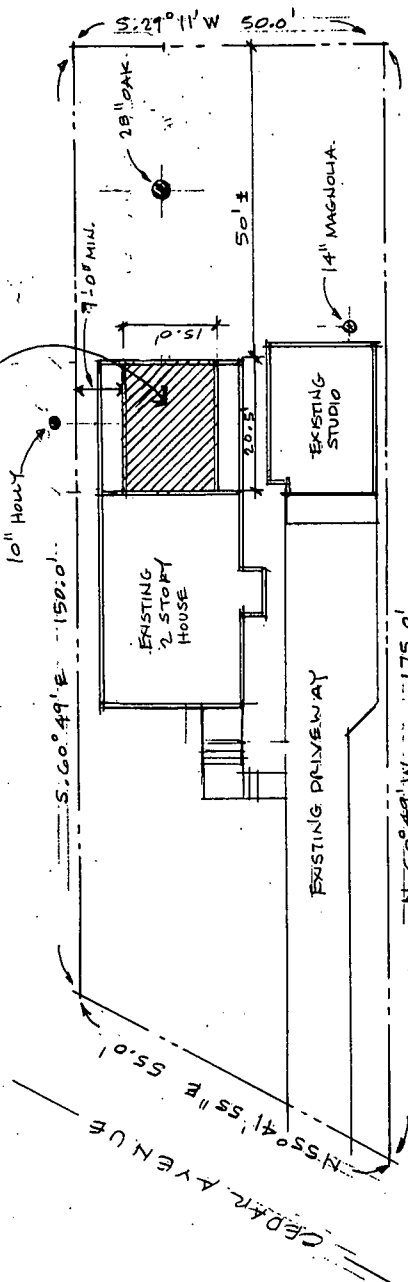 S. 29° 11' W 50.0'
28" OAK.
50' ±
14" MAGNOLIA.
7'-0" MIN.
15.0'
20.5'
10" HOLLY
EXISTING
STUDIO
EXISTING
2 STORY
HOUSE
S. 60° 49' E 150.0'
EXISTING DRIVEWAY
175.0'
N 55° 41' 55" E 55.0'
CEDAR AVENUE